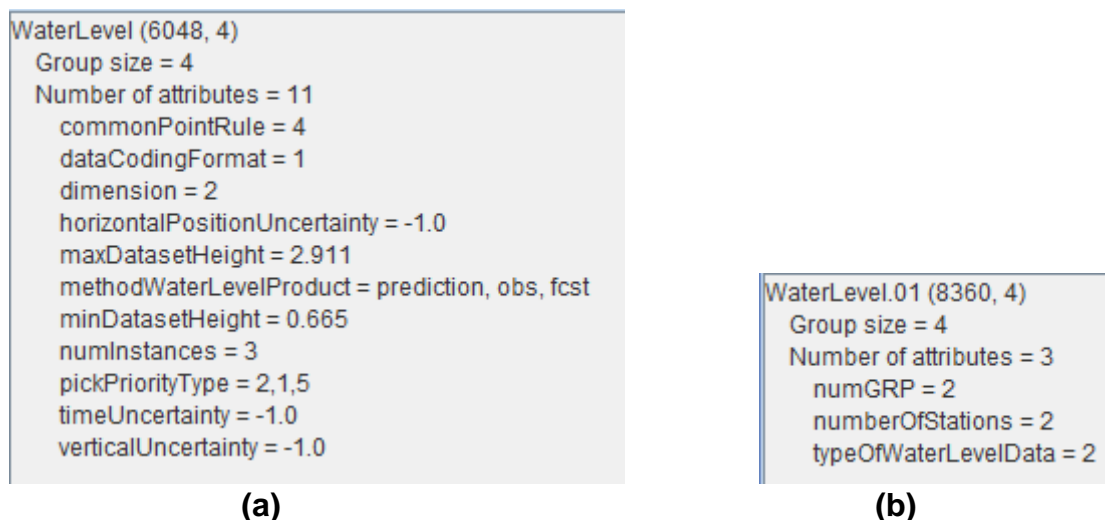 WaterLevel (6048, 4)
Group size = 4
Number of attributes = 11
commonPointRule = 4
dataCodingFormat = 1
dimension = 2
horizontalPositionUncertainty = -1.0
maxDatasetHeight = 2.911
methodWaterLevelProduct = prediction, obs, fcst
minDatasetHeight = 0.665
numInstances = 3
pickPriorityType = 2,1,5
timeUncertainty = -1.0
verticalUncertainty = -1.0
(a)
WaterLevel.01 (8360, 4)
Group size = 4
Number of attributes = 3
numGRP = 2
numberOfStations = 2
typeOfWaterLevelData = 2
(b)